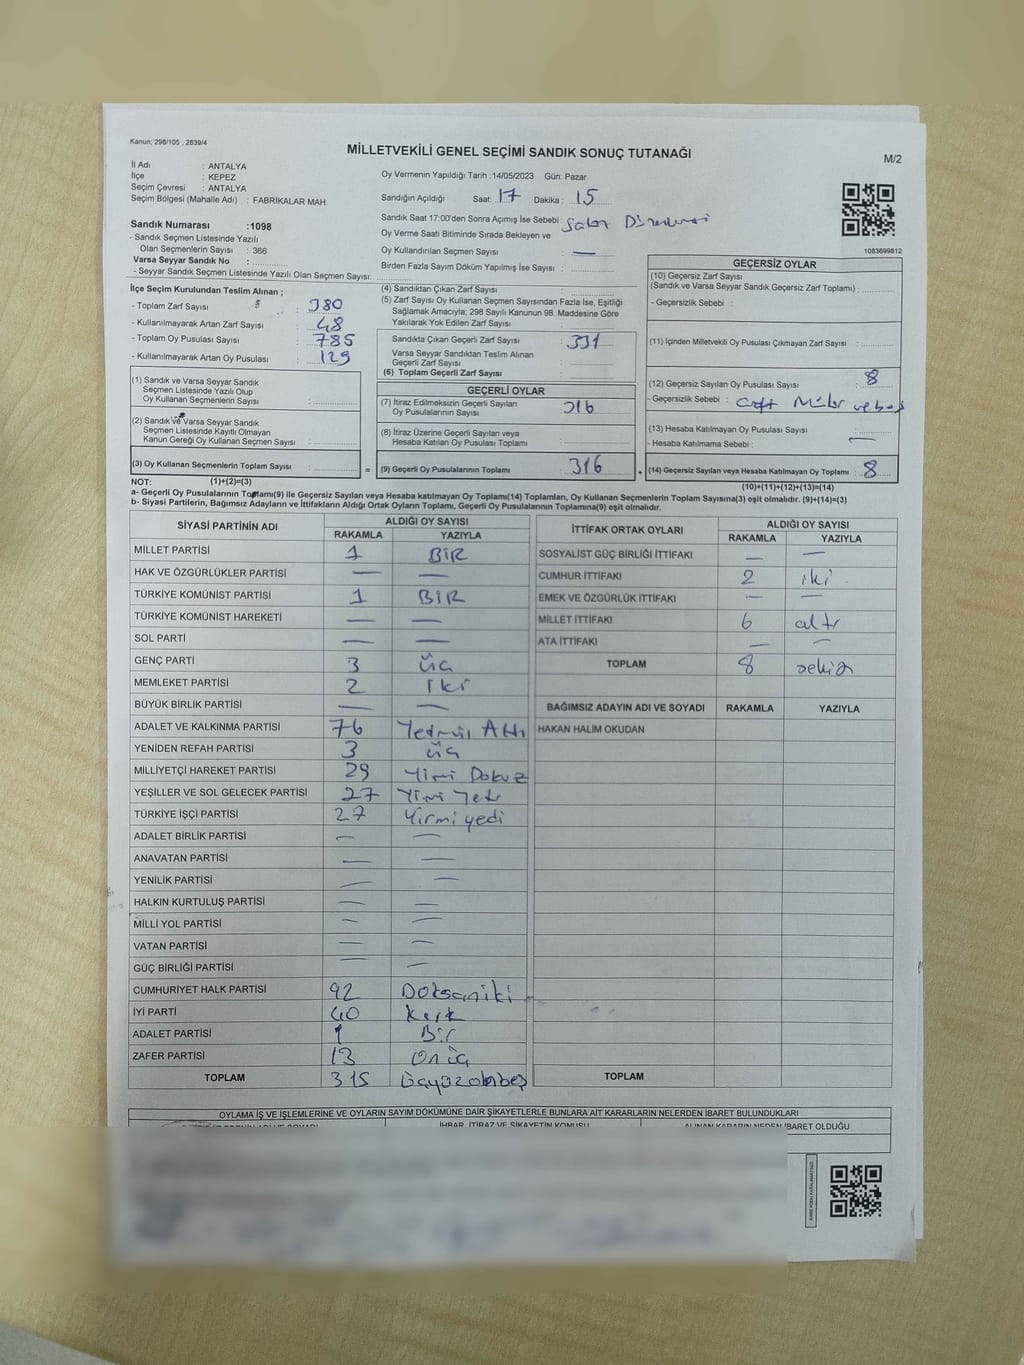 Kanun; 298/105 , 2839/4
MİLLETVEKİLİ GENEL SEÇİMİ SANDIK SONUÇ TUTANAĞI
M/2
İl Adı : ANTALYA
İlçe : KEPEZ
Seçim Çevresi : ANTALYA
Seçim Bölgesi (Mahalle Adı) : FABRİKALAR MAH.
Oy Vermenin Yapıldığı Tarih :14/05/2023 Gün: Pazar
Sandığın Açıldığı Saat: 17 Dakika : 15
Sandık Saat 17:00'den Sonra Açımış İse Sebebi : Salon
Oy Verme Saati Bitiminde Sırada Bekleyen ve
Oy Kullandırılan Seçmen Sayısı : —
Birden Fazla Sayım Döküm Yapılmış İse Sayısı :
1083699812
Sandık Numarası :1098
- Sandık Seçmen Listesinde Yazılı
Olan Seçmenlerin Sayısı : 366
Varsa Seyyar Sandık No :
- Seyyar Sandık Seçmen Listesinde Yazılı Olan Seçmen Sayısı:
İlçe Seçim Kurulundan Teslim Alınan ;
- Toplam Zarf Sayısı : 380
- Kullanılmayarak Artan Zarf Sayısı : 48
- Toplam Oy Pusulası Sayısı : 785
- Kullanılmayarak Artan Oy Pusulası : 129
(4) Sandıktan Çıkan Zarf Sayısı :
(5) Zarf Sayısı Oy Kullanan Seçmen Sayısından Fazla İse, Eşitliği
Sağlamak Amacıyla; 298 Sayılı Kanunun 98. Maddesine Göre
Yakılarak Yok Edilen Zarf Sayısı :
Sandıkta Çıkan Geçerli Zarf Sayısı : 331
Varsa Seyyar Sandıktan Teslim Alınan
Geçerli Zarf Sayısı :
(6) Toplam Geçerli Zarf Sayısı :
GEÇERSİZ OYLAR
(10) Geçersiz Zarf Sayısı
(Sandık ve Varsa Seyyar Sandık Geçersiz Zarf Toplamı) :
- Geçersizlik Sebebi :
(11) İçinden Milletvekili Oy Pusulası Çıkmayan Zarf Sayısı :
(12) Geçersiz Sayılan Oy Pusulası Sayısı : 8
- Geçersizlik Sebebi : Çift Mühür ve boş
(13) Hesaba Katılmayan Oy Pusulası Sayısı :
- Hesaba Katılmama Sebebi : —
(14) Geçersiz Sayılan veya Hesaba Katılmayan Oy Toplamı : 8
(10)+(11)+(12)+(13)=(14)
(1) Sandık ve Varsa Seyyar Sandık
Seçmen Listesinde Yazılı Olup
Oy Kullanan Seçmenlerin Sayısı :
(2) Sandık ve Varsa Seyyar Sandık
Seçmen Listesinde Kayıtlı Olmayan
Kanun Gereği Oy Kullanan Seçmen Sayısı :
(3) Oy Kullanan Seçmenlerin Toplam Sayısı : =
GEÇERLİ OYLAR
(7) İtiraz Edilmeksizin Geçerli Sayılan
Oy Pusulalarının Sayısı : 316
(8) İtiraz Üzerine Geçerli Sayılan veya
Hesaba Katılan Oy Pusulası Toplamı :
(9) Geçerli Oy Pusulalarının Toplamı : 316 +
NOT: (1)+(2)=(3)
a- Geçerli Oy Pusulalarının Toplamı(9) ile Geçersiz Sayılan veya Hesaba katılmayan Oy Toplamı(14) Toplamları, Oy Kullanan Seçmenlerin Toplam Sayısına(3) eşit olmalıdır. (9)+(14)=(3)
b- Siyasi Partilerin, Bağımsız Adayların ve İttifakların Aldığı Ortak Oyların Toplamı, Geçerli Oy Pusulalarının Toplamına(9) eşit olmalıdır.
SİYASİ PARTİNİN ADI ALDIĞI OY SAYISI
RAKAMLA YAZIYLA
MİLLET PARTİSİ 1 BİR
HAK VE ÖZGÜRLÜKLER PARTİSİ — —
TÜRKİYE KOMÜNİST PARTİSİ 1 BİR
TÜRKİYE KOMÜNİST HAREKETİ — —
SOL PARTİ — —
GENÇ PARTİ 3 üç
MEMLEKET PARTİSİ 2 iki
BÜYÜK BİRLİK PARTİSİ — —
ADALET VE KALKINMA PARTİSİ 76 Yetmiş Altı
YENİDEN REFAH PARTİSİ 3 üç
MİLLİYETÇİ HAREKET PARTİSİ 29 Yirmi Dokuz
YEŞİLLER VE SOL GELECEK PARTİSİ 27 Yirmi Yedi
TÜRKİYE İŞÇİ PARTİSİ 27 Yirmi yedi
ADALET BİRLİK PARTİSİ — —
ANAVATAN PARTİSİ — —
YENİLİK PARTİSİ — —
HALKIN KURTULUŞ PARTİSİ — —
MİLLİ YOL PARTİSİ — —
VATAN PARTİSİ — —
GÜÇ BİRLİĞİ PARTİSİ — —
CUMHURİYET HALK PARTİSİ 92 Doksan iki
İYİ PARTİ 40 Kırk
ADALET PARTİSİ 1 Bir
ZAFER PARTİSİ 13 Onüç
TOPLAM 315 üçyüzonbeş
İTTİFAK ORTAK OYLARI ALDIĞI OY SAYISI
RAKAMLA YAZIYLA
SOSYALİST GÜÇ BİRLİĞİ İTTİFAKI — —
CUMHUR İTTİFAKI 2 iki
EMEK VE ÖZGÜRLÜK İTTİFAKI — —
MİLLET İTTİFAKI 6 altı
ATA İTTİFAKI — —
TOPLAM 8 sekiz
BAĞIMSIZ ADAYIN ADI VE SOYADI RAKAMLA YAZIYLA
HAKAN HALİM OKUDAN
TOPLAM
OYLAMA İŞ VE İŞLEMLERİNE VE OYLARIN SAYIM DÖKÜMÜNE DAİR ŞİKAYETLERLE BUNLARA AİT KARARLARIN NELERDEN İBARET BULUNDUKLARI
İHBAR, İTİRAZ VE ŞİKAYETİN KONUSU ALINAN KARARIN NEDEN İBARET OLDUĞU